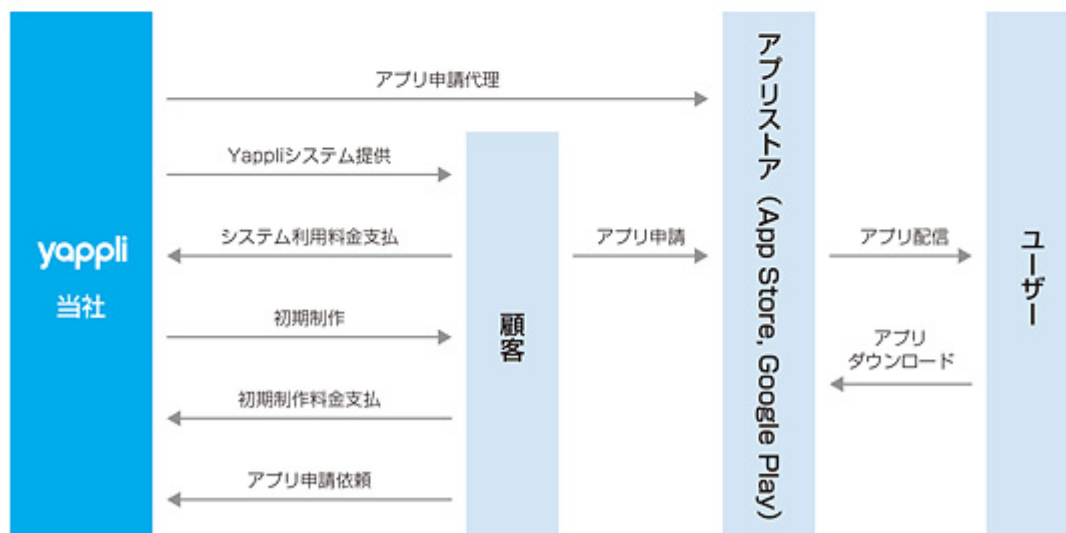 アプリ申請代理
Yappliシステム提供
システム利用料金支払
初期制作
初期制作料金支払
アプリ申請依頼
yappli
当社
顧客
アプリ申請
アプリストア（App Store, Google Play）
アプリ配信
アプリ
ダウンロード
ユーザー